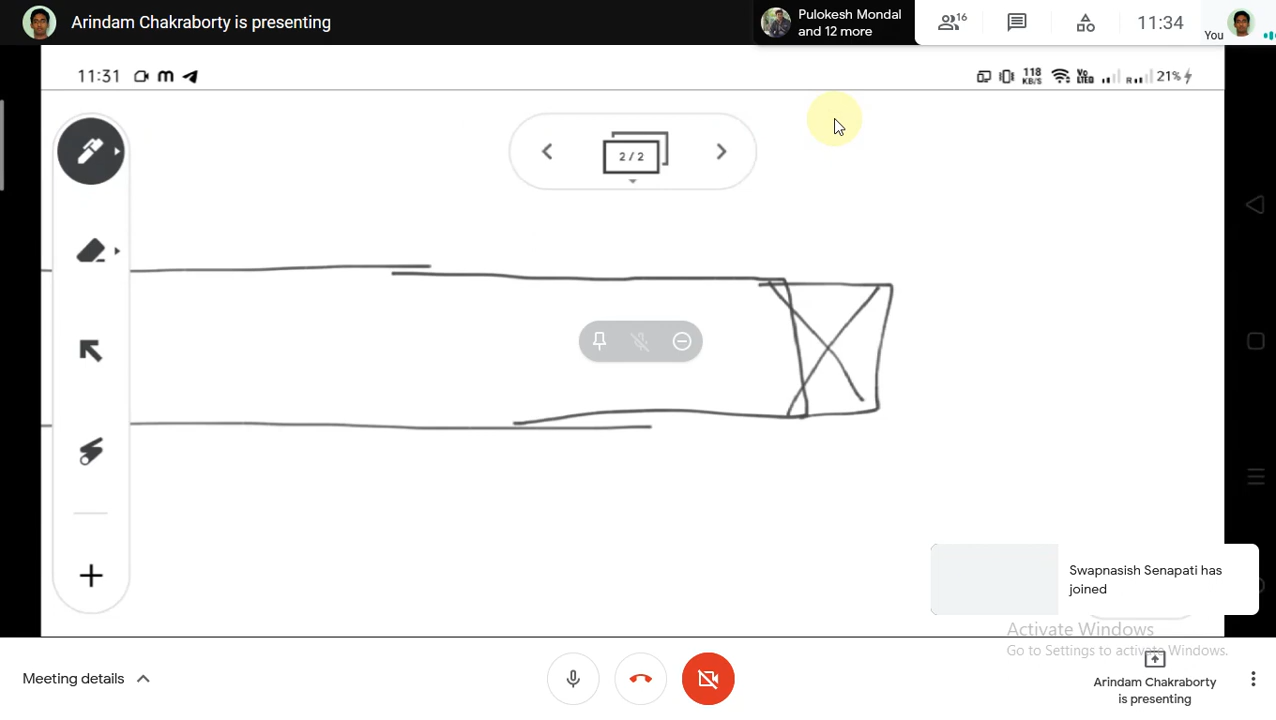 Arindam Chakraborty is presenting
Pulokesh Mondal
and 12 more
16
11:34
You
11:31
118
KB/S
Vo
LTED
R
21%
2 / 2
Swapnasish Senapati has
joined
Activate Windows
Go to Settings to activate Windows.
Meeting details
Arindam Chakraborty
is presenting